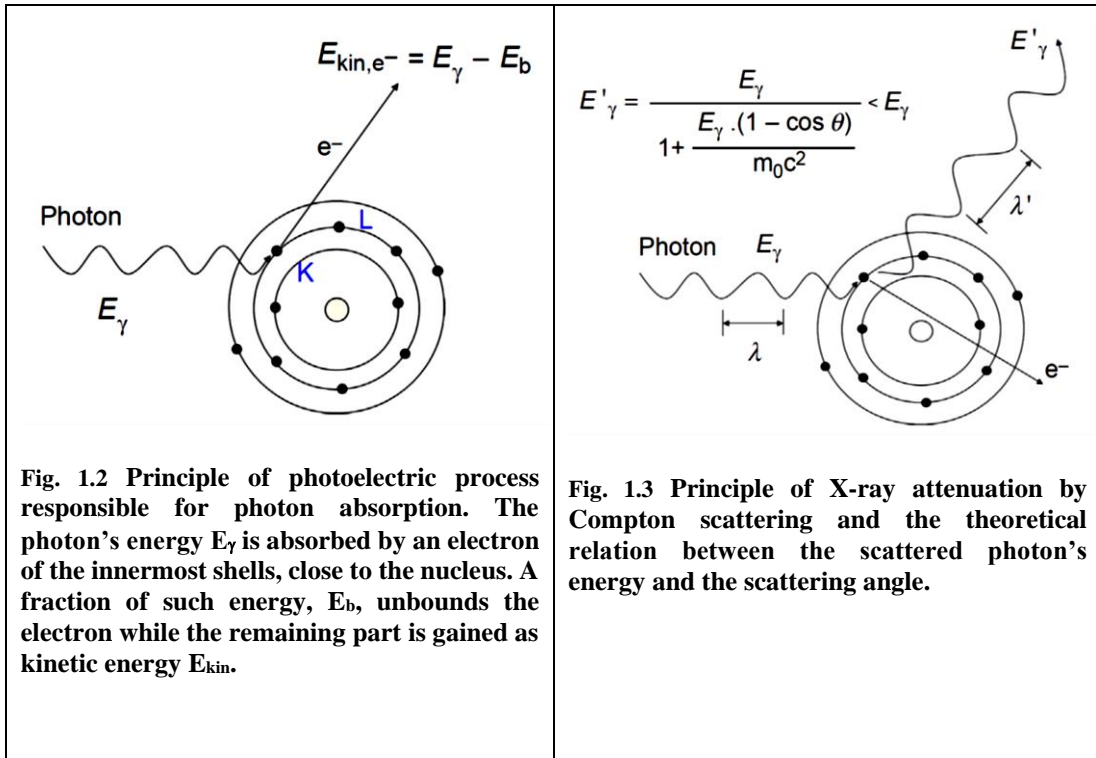 E_kin,e⁻ = E_γ – E_b
e⁻
Photon
L
K
E_γ
Fig. 1.2 Principle of photoelectric process
responsible for photon absorption. The
photon’s energy Eγ is absorbed by an electron
of the innermost shells, close to the nucleus. A
fraction of such energy, E_b, unbounds the
electron while the remaining part is gained as
kinetic energy E_kin.
E'_γ
E'_γ = E_γ / (1+ E_γ .(1 – cos θ) / m₀c²) < E_γ
λ'
Photon E_γ
λ
e⁻
Fig. 1.3 Principle of X-ray attenuation by
Compton scattering and the theoretical
relation between the scattered photon’s
energy and the scattering angle.